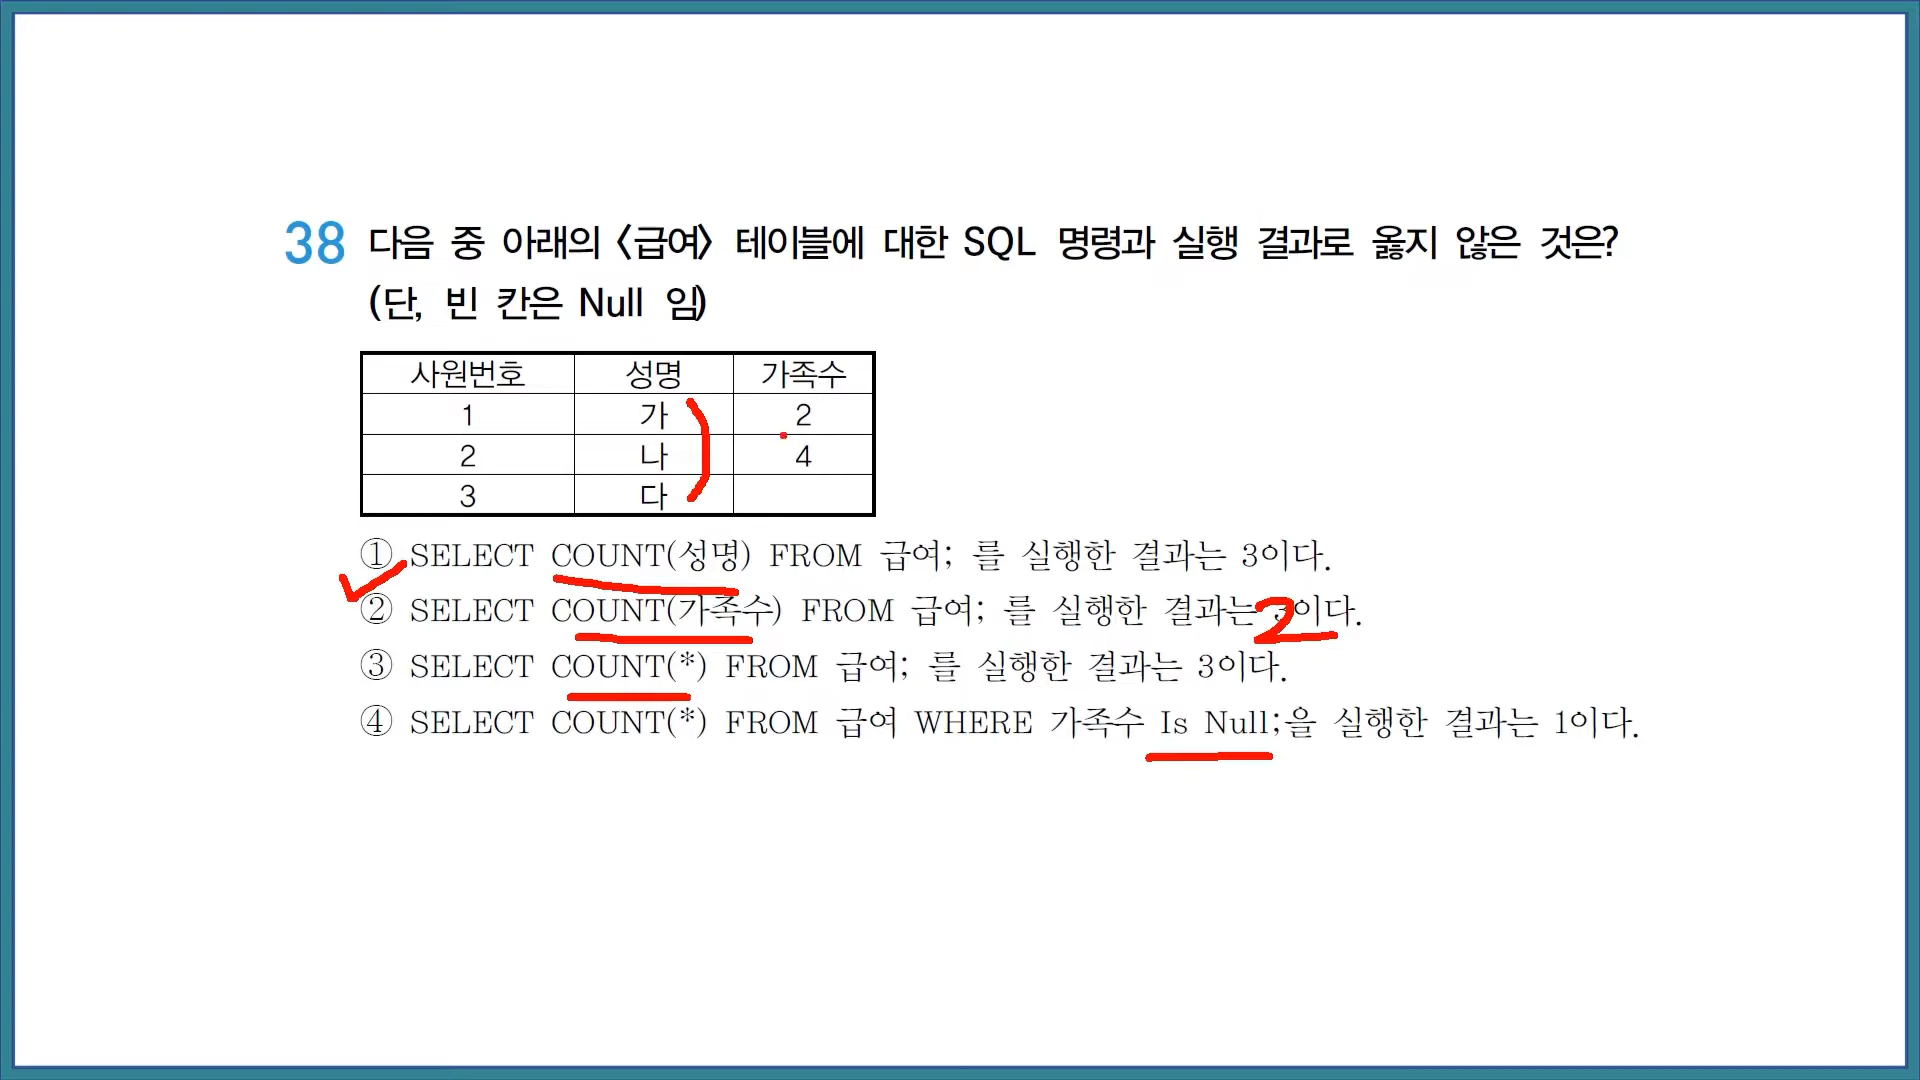 38 다음 중 아래의 〈급여〉 테이블에 대한 SQL 명령과 실행 결과로 옳지 않은 것은?
(단, 빈 칸은 Null 임)
사원번호 성명 가족수
1 가 2
2 나 4
3 다
① SELECT COUNT(성명) FROM 급여; 를 실행한 결과는 3이다.
② SELECT COUNT(가족수) FROM 급여; 를 실행한 결과는 3이다.
2
③ SELECT COUNT(*) FROM 급여; 를 실행한 결과는 3이다.
④ SELECT COUNT(*) FROM 급여 WHERE 가족수 Is Null;을 실행한 결과는 1이다.